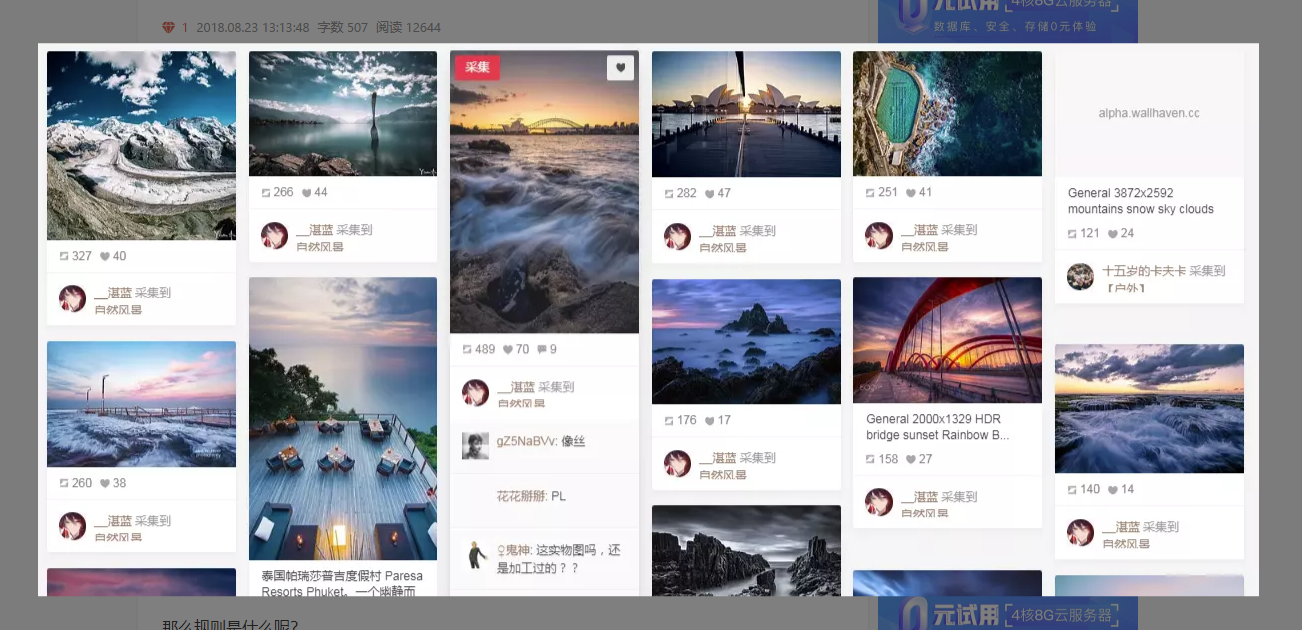 1 2018.08.23 13:13:48 字数 507 阅读 12644
元试用 [4核8G云服务器]
数据库、安全、存储0元体验
327 40
__湛蓝 采集到
自然风景
260 38
__湛蓝 采集到
自然风景
266 44
__湛蓝 采集到
自然风景
泰国帕瑞莎普吉度假村 Paresa
Resorts Phuket。一个幽静而
采集
489 70 9
__湛蓝 采集到
自然风景
gZ5NaBVv: 像丝
花花掰掰: PL
♀鬼神: 这实物图吗，还
是加工过的？？
282 47
__湛蓝 采集到
自然风景
176 17
__湛蓝 采集到
自然风景
251 41
__湛蓝 采集到
自然风景
General 2000x1329 HDR
bridge sunset Rainbow B...
158 27
__湛蓝 采集到
自然风景
alpha.wallhaven.cc
General 3872x2592
mountains snow sky clouds
121 24
十五岁的卡夫卡 采集到
【户外】
140 14
__湛蓝 采集到
自然风景
那么规则是什么呢?
0元试用 [4核8G云服务器]